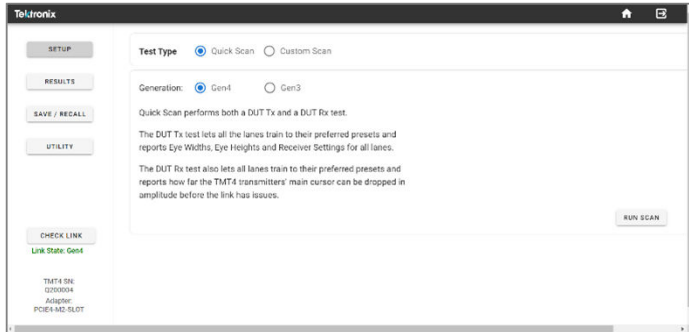 Tektronix
SETUP
RESULTS
SAVE / RECALL
UTILITY
CHECK LINK
Link State: Gen4
TMT4 SN:
Q200004
Adapter:
PCIE4-M2-SLOT
Test Type Quick Scan Custom Scan
Generation: Gen4 Gen3
Quick Scan performs both a DUT Tx and a DUT Rx test.
The DUT Tx test lets all the lanes train to their preferred presets and
reports Eye Widths, Eye Heights and Receiver Settings for all lanes.
The DUT Rx test also lets all lanes train to their preferred presets and
reports how far the TMT4 transmitters' main cursor can be dropped in
amplitude before the link has issues.
RUN SCAN